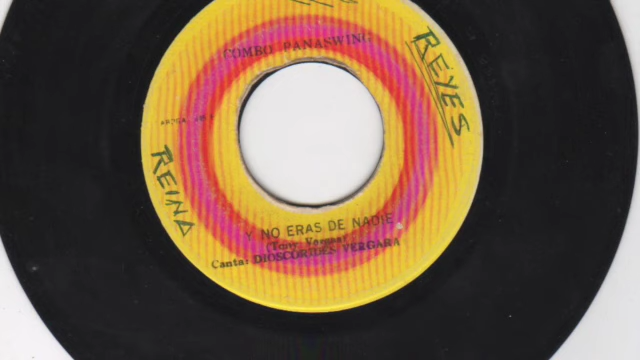 COMBO PANASWING
REYES
REINA
Y NO ERAS DE NADIE
(Tony Vargas)
Canta: DIOSCORIDES VERGARA